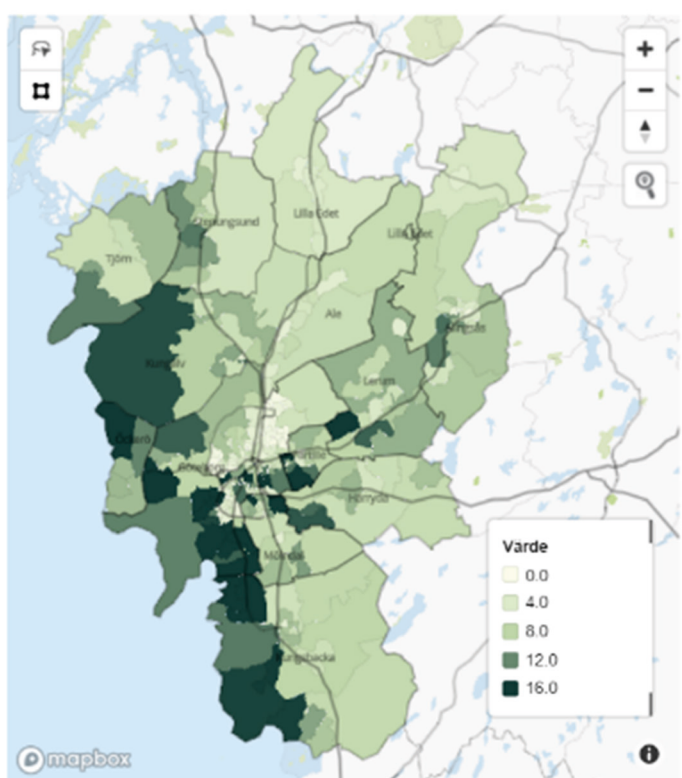 Stenungsund
Lilla Edet
Lilla Edet
Tjörn
Ale
Alingsås
Kungälv
Lerum
Öckerö
Partille
Göteborg
Härryda
Mölndal
Kungsbacka
Värde
0.0
4.0
8.0
12.0
16.0
mapbox